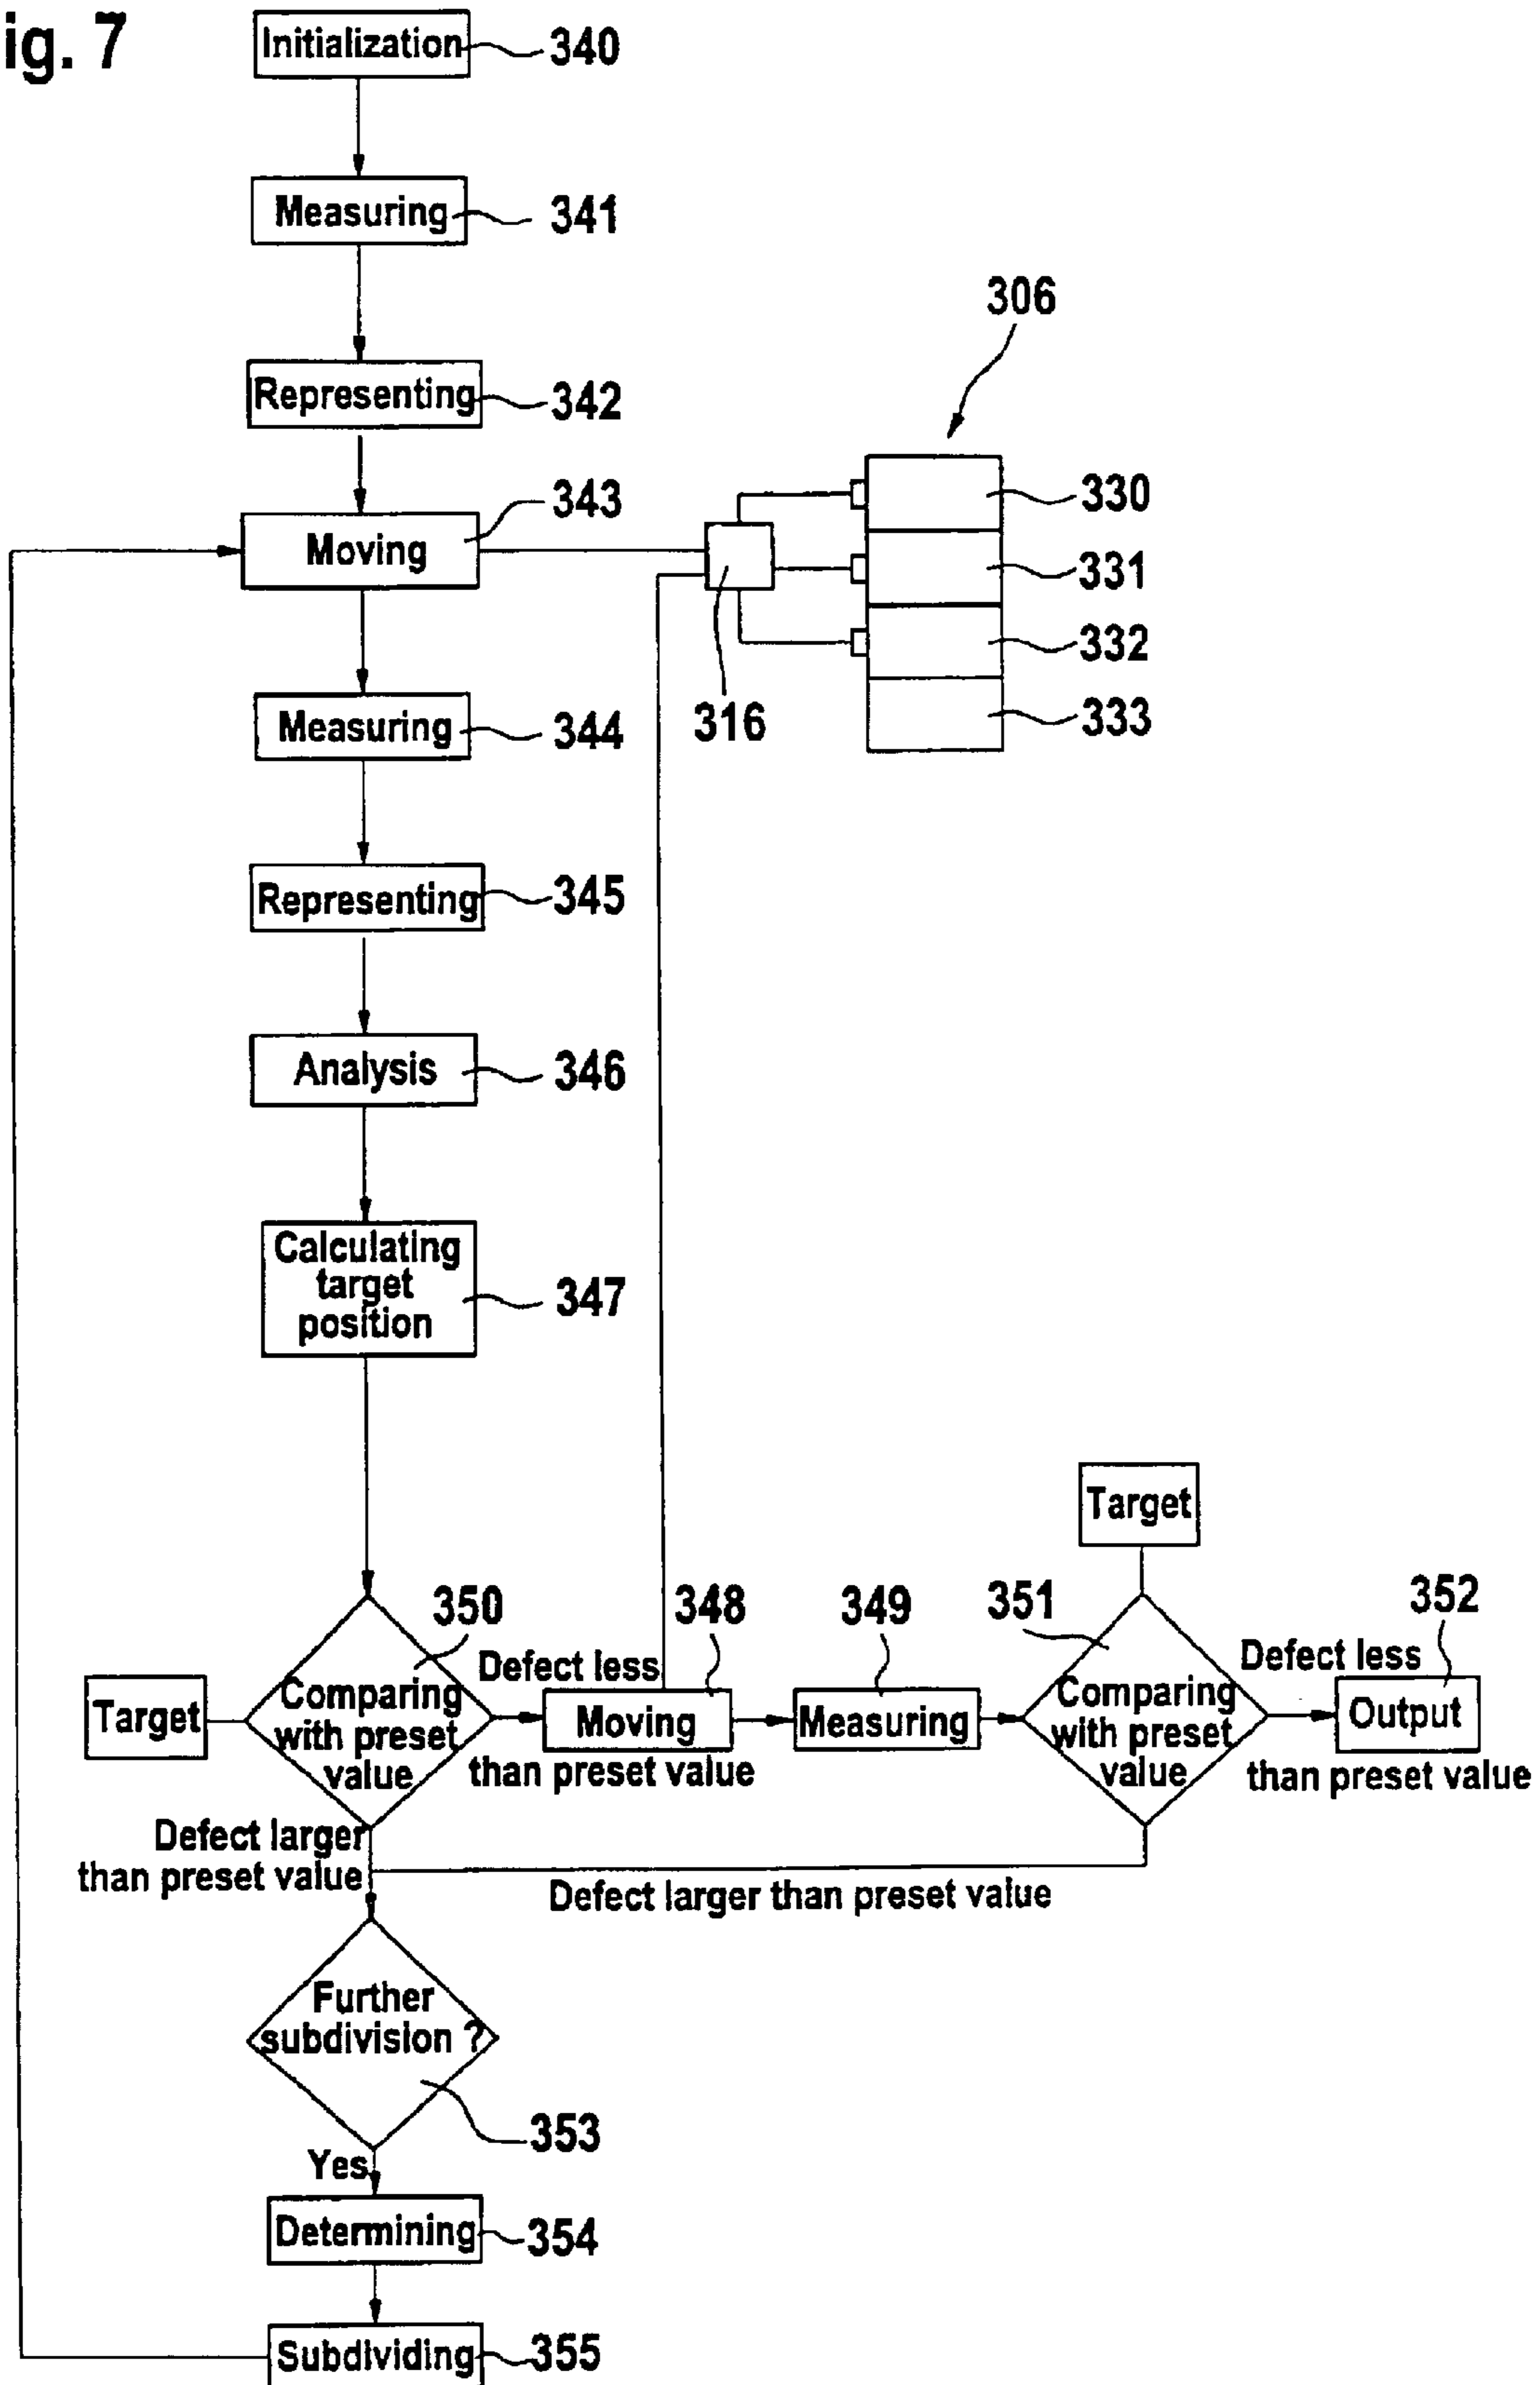 ig. 7
Initialization
340
Measuring
341
Representing
342
306
343
Moving
330
331
332
333
316
Measuring
344
Representing
345
Analysis
346
Calculating
target
position
347
Target
350
348
349
351
352
Defect less
Defect less
Target
Comparing
with preset
value
Moving
Measuring
Comparing
with preset
value
Output
than preset value
than preset value
Defect larger
than preset value
Defect larger than preset value
Further
subdivision ?
353
Yes
Determining
354
Subdividing
355